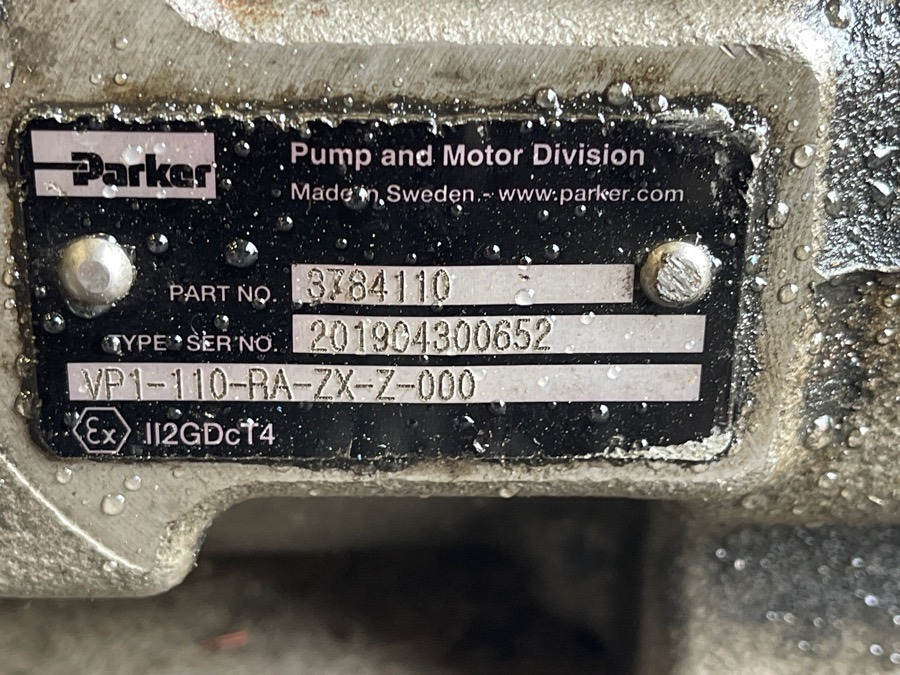 Parker
Pump and Motor Division
Made in Sweden - www.parker.com
PART NO. 3784110
TYPE SER NO. 201904300652
VP1-110-RA-ZX-Z-000
Ex II2GDcT4